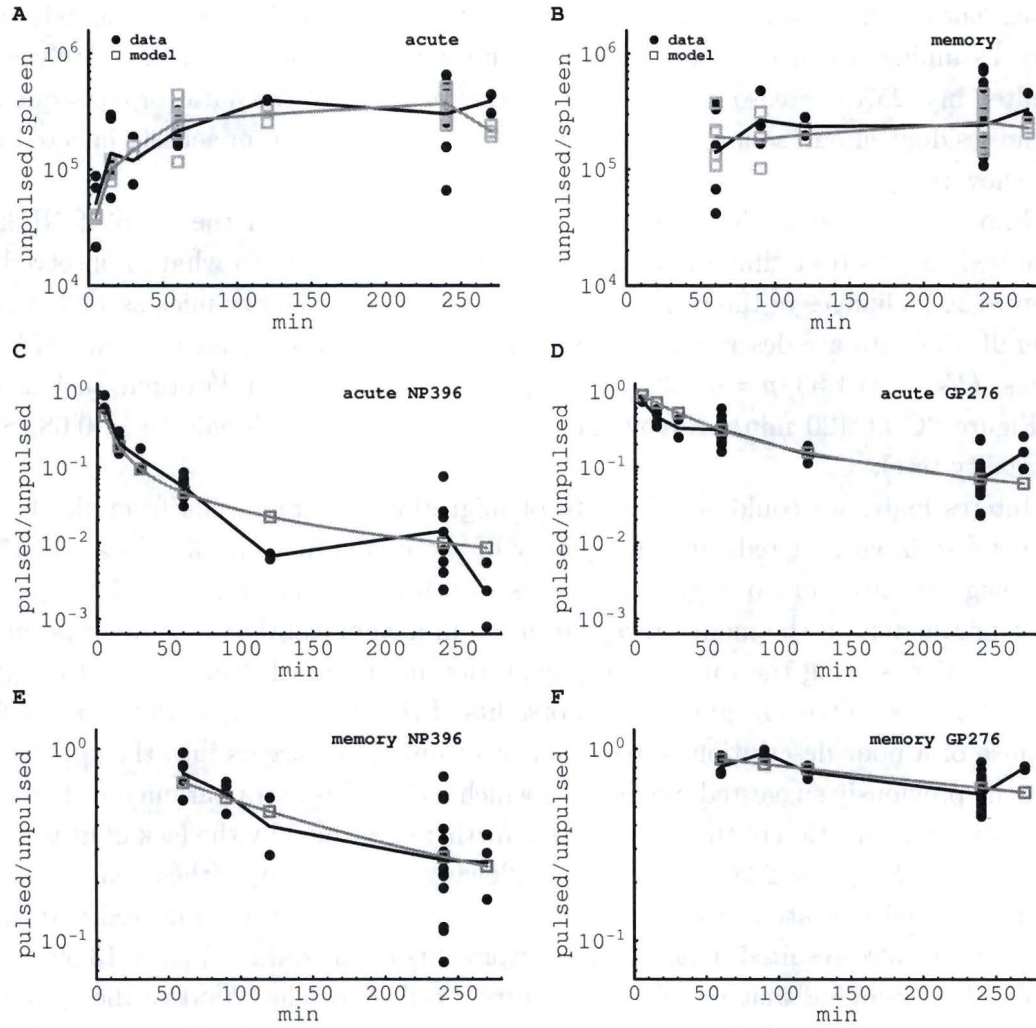 A
B
10^6
data
model
acute
unpulsed/spleen
10^5
10^4
0 50 100 150 200 250
min
10^6
data
model
memory
unpulsed/spleen
10^5
10^4
0 50 100 150 200 250
min
C
D
10^0
acute NP396
pulsed/unpulsed
10^-1
10^-2
10^-3
0 50 100 150 200 250
min
10^0
acute GP276
pulsed/unpulsed
10^-1
10^-2
10^-3
0 50 100 150 200 250
min
E
F
10^0
memory NP396
pulsed/unpulsed
10^-1
0 50 100 150 200 250
min
10^0
memory GP276
pulsed/unpulsed
10^-1
0 50 100 150 200 250
min